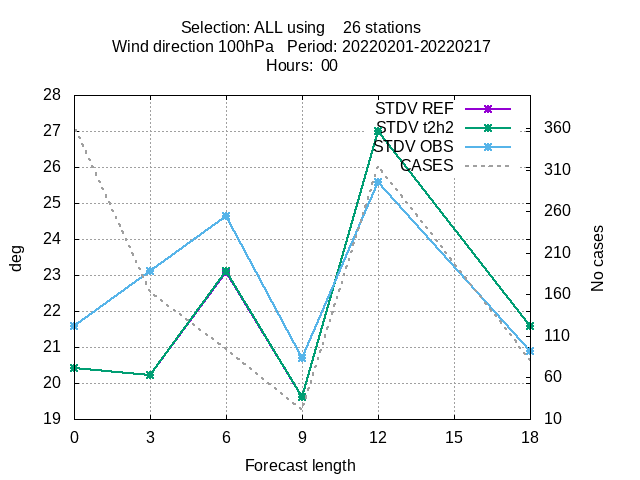 Selection: ALL using    26 stations
Wind direction 100hPa   Period: 20220201-20220217
Hours:  00
STDV REF
STDV t2h2
STDV OBS
CASES
28
27
26
25
24
23
22
21
20
19
deg
360
310
260
210
160
110
60
10
No cases
0 3 6 9 12 15 18
Forecast length